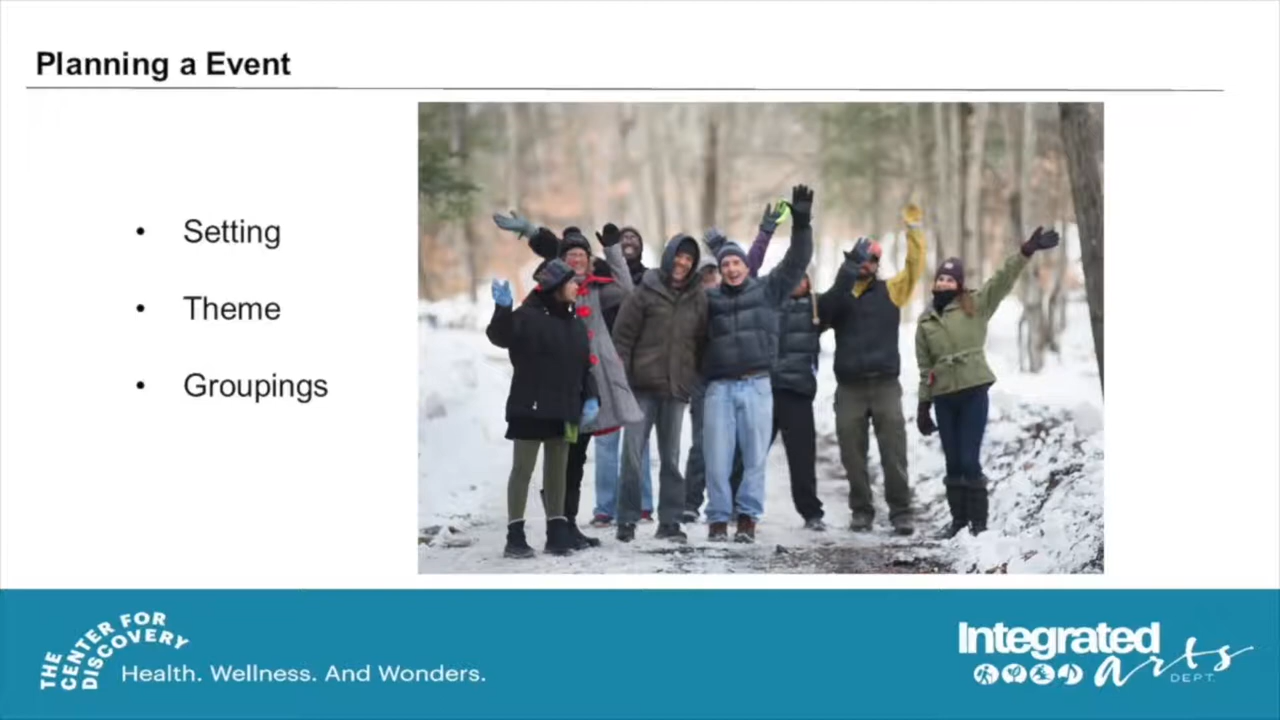 Planning a Event
• Setting
• Theme
• Groupings
THE
CENTER FOR
DISCOVERY
Health. Wellness. And Wonders.
Integrated
arts
DEPT.